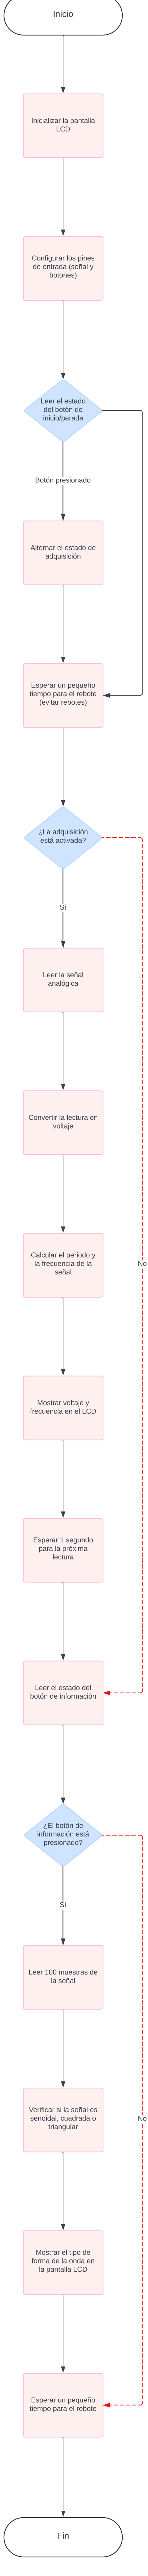 Inicio
Inicializar la pantalla
LCD
Configurar los pines
de entrada (señal y
botones)
Leer el estado
del botón de
inicio/parada
Botón presionado
Alternar el estado de
adquisición
Esperar un pequeño
tiempo para el rebote
(evitar rebotes)
¿La adquisición
está activada?
Sí
Leer la señal
analógica
Convertir la lectura en
voltaje
Calcular el periodo y
la frecuencia de la
señal
No
Mostrar voltaje y
frecuencia en el LCD
Esperar 1 segundo
para la próxima
lectura
Leer el estado del
botón de información
¿El botón de
información está
presionado?
Sí
Leer 100 muestras de
la señal
Verificar si la señal es
senoidal, cuadrada o
triangular
No
Mostrar el tipo de
forma de la onda en
la pantalla LCD
Esperar un pequeño
tiempo para el rebote
Fin